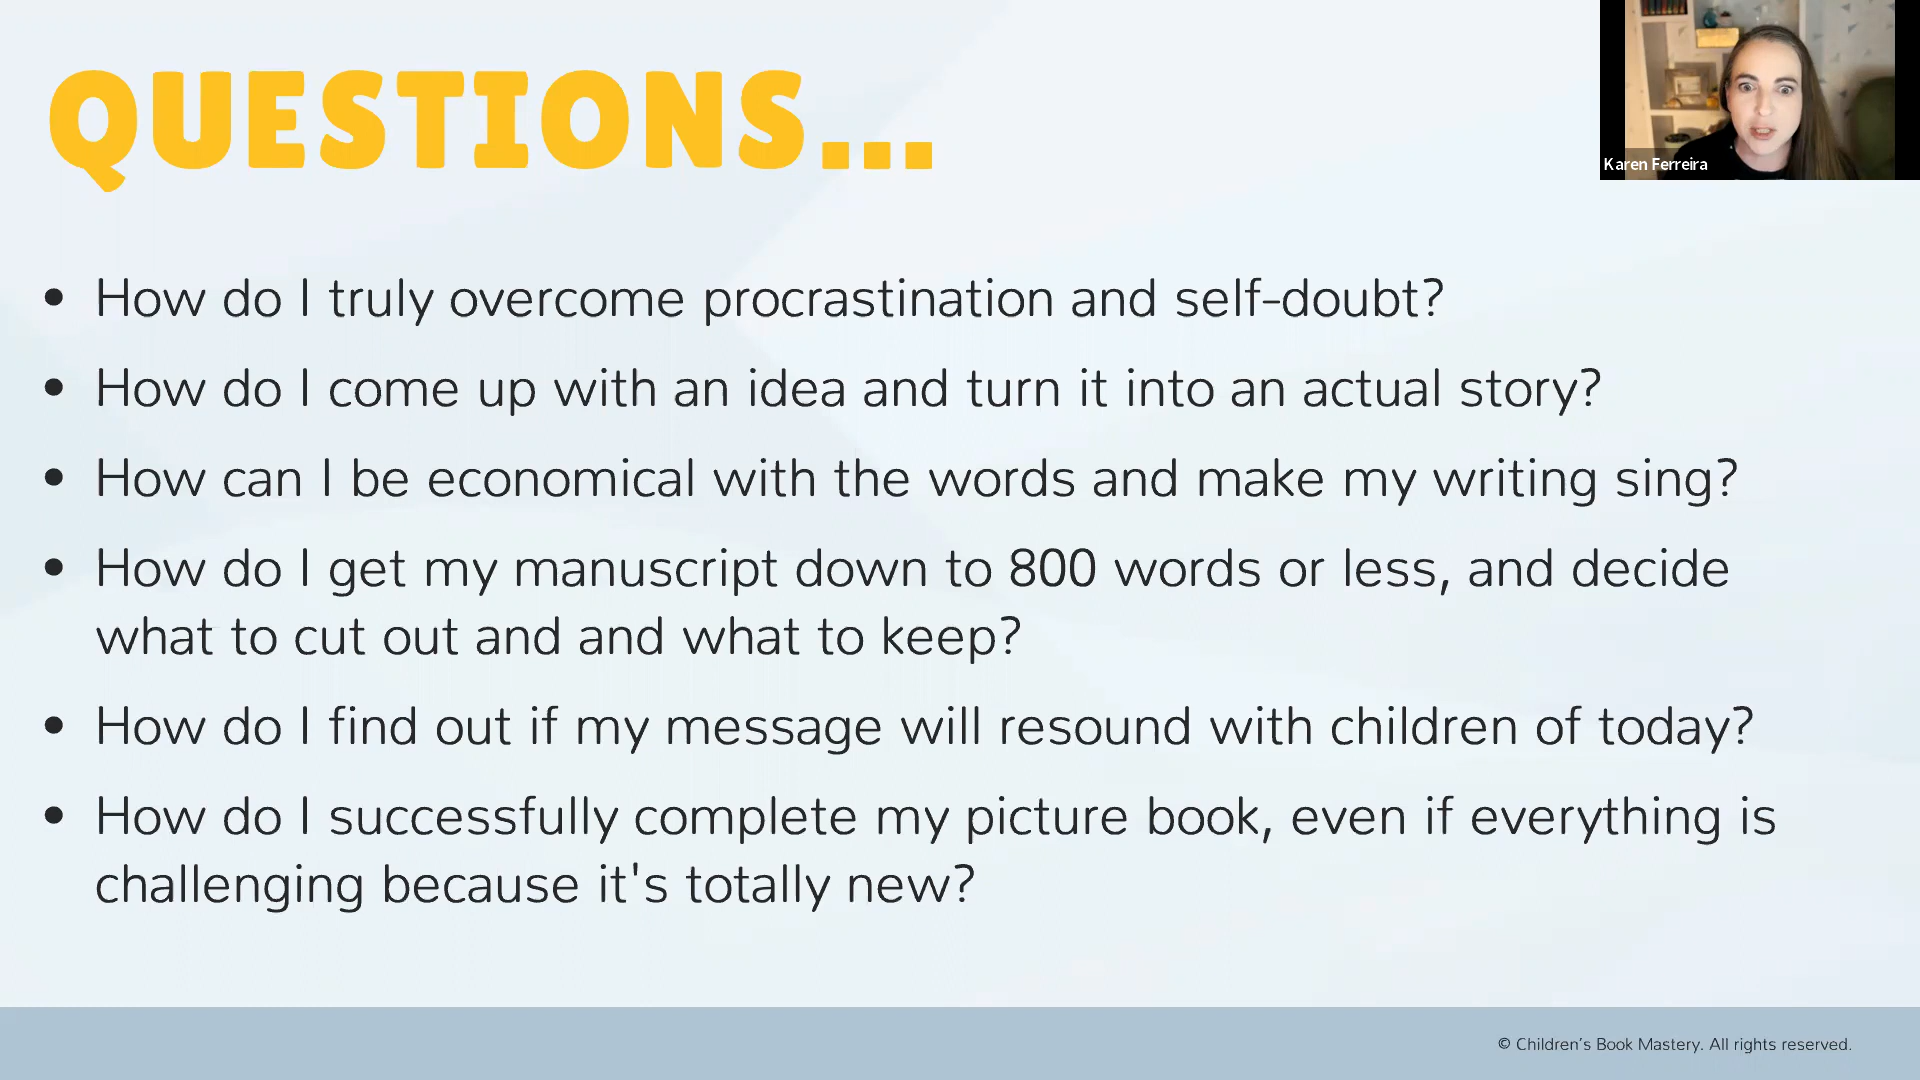 QUESTIONS...
Karen Ferreira
• How do I truly overcome procrastination and self-doubt?
• How do I come up with an idea and turn it into an actual story?
• How can I be economical with the words and make my writing sing?
• How do I get my manuscript down to 800 words or less, and decide
what to cut out and and what to keep?
• How do I find out if my message will resound with children of today?
• How do I successfully complete my picture book, even if everything is
challenging because it's totally new?
© Children's Book Mastery. All rights reserved.